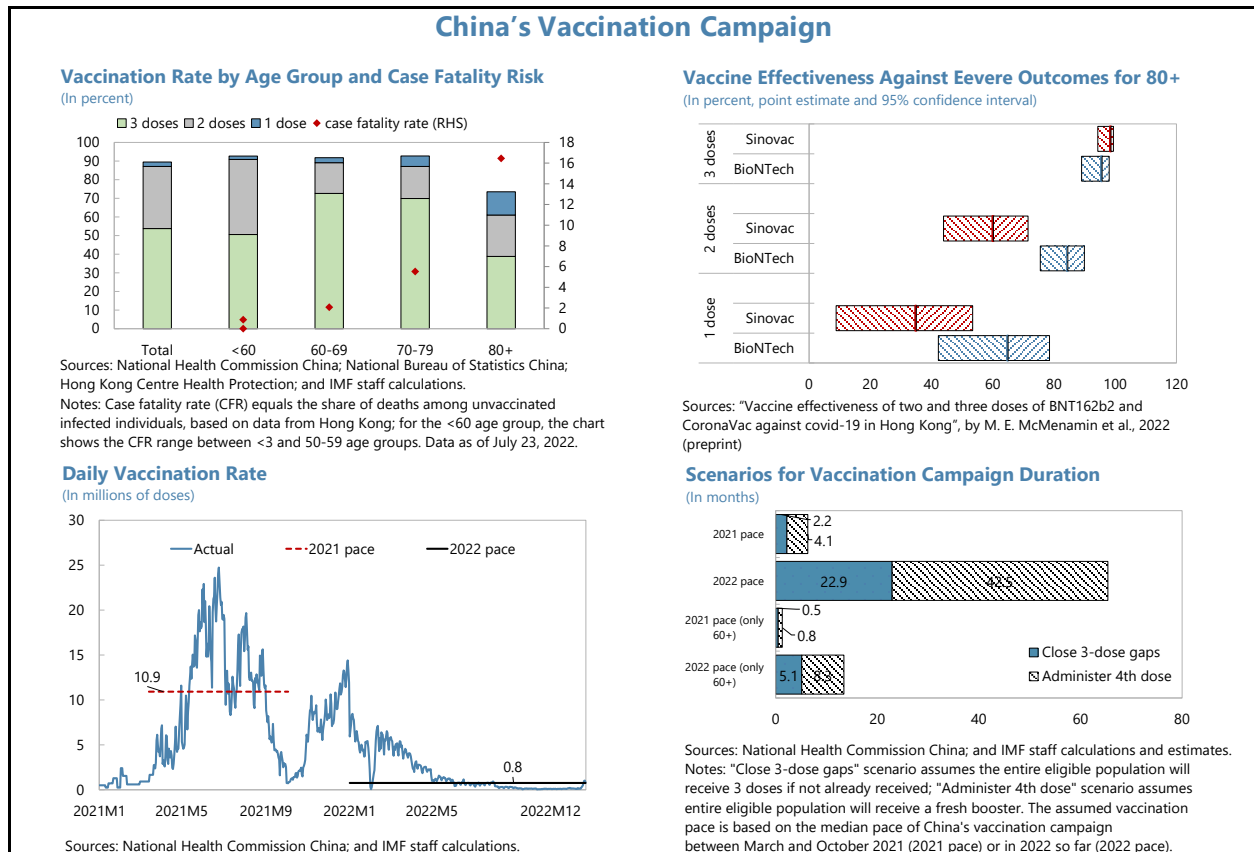 China's Vaccination Campaign
Vaccination Rate by Age Group and Case Fatality Risk
(In percent)
3 doses 2 doses 1 dose case fatality rate (RHS)
100 18
90 16
80 14
70 12
60 10
50 8
40 6
30 4
20 2
10 0
0
Total <60 60-69 70-79 80+
Sources: National Health Commission China; National Bureau of Statistics China;
Hong Kong Centre Health Protection; and IMF staff calculations.
Notes: Case fatality rate (CFR) equals the share of deaths among unvaccinated
infected individuals, based on data from Hong Kong; for the <60 age group, the chart
shows the CFR range between <3 and 50-59 age groups. Data as of July 23, 2022.
Vaccine Effectiveness Against Eevere Outcomes for 80+
(In percent, point estimate and 95% confidence interval)
3 doses
Sinovac
BioNTech
2 doses
Sinovac
BioNTech
1 dose
Sinovac
BioNTech
0 20 40 60 80 100 120
Sources: "Vaccine effectiveness of two and three doses of BNT162b2 and
CoronaVac against covid-19 in Hong Kong", by M. E. McMenamin et al., 2022
(preprint)
Daily Vaccination Rate
(In millions of doses)
30
25
20
15
10
5
0
Actual 2021 pace 2022 pace
10.9
0.8
2021M1 2021M5 2021M9 2022M1 2022M5 2022M12
Sources: National Health Commission China; and IMF staff calculations.
Scenarios for Vaccination Campaign Duration
(In months)
2021 pace
2.2
4.1
2022 pace
22.9 42.5
2021 pace (only
60+)
0.5
0.8
2022 pace (only
60+)
5.1
Close 3-dose gaps
Administer 4th dose
0 20 40 60 80
Sources: National Health Commission China; and IMF staff calculations and estimates.
Notes: "Close 3-dose gaps" scenario assumes the entire eligible population will
receive 3 doses if not already received; "Administer 4th dose" scenario assumes
entire eligible population will receive a fresh booster. The assumed vaccination
pace is based on the median pace of China's vaccination campaign
between March and October 2021 (2021 pace) or in 2022 so far (2022 pace).